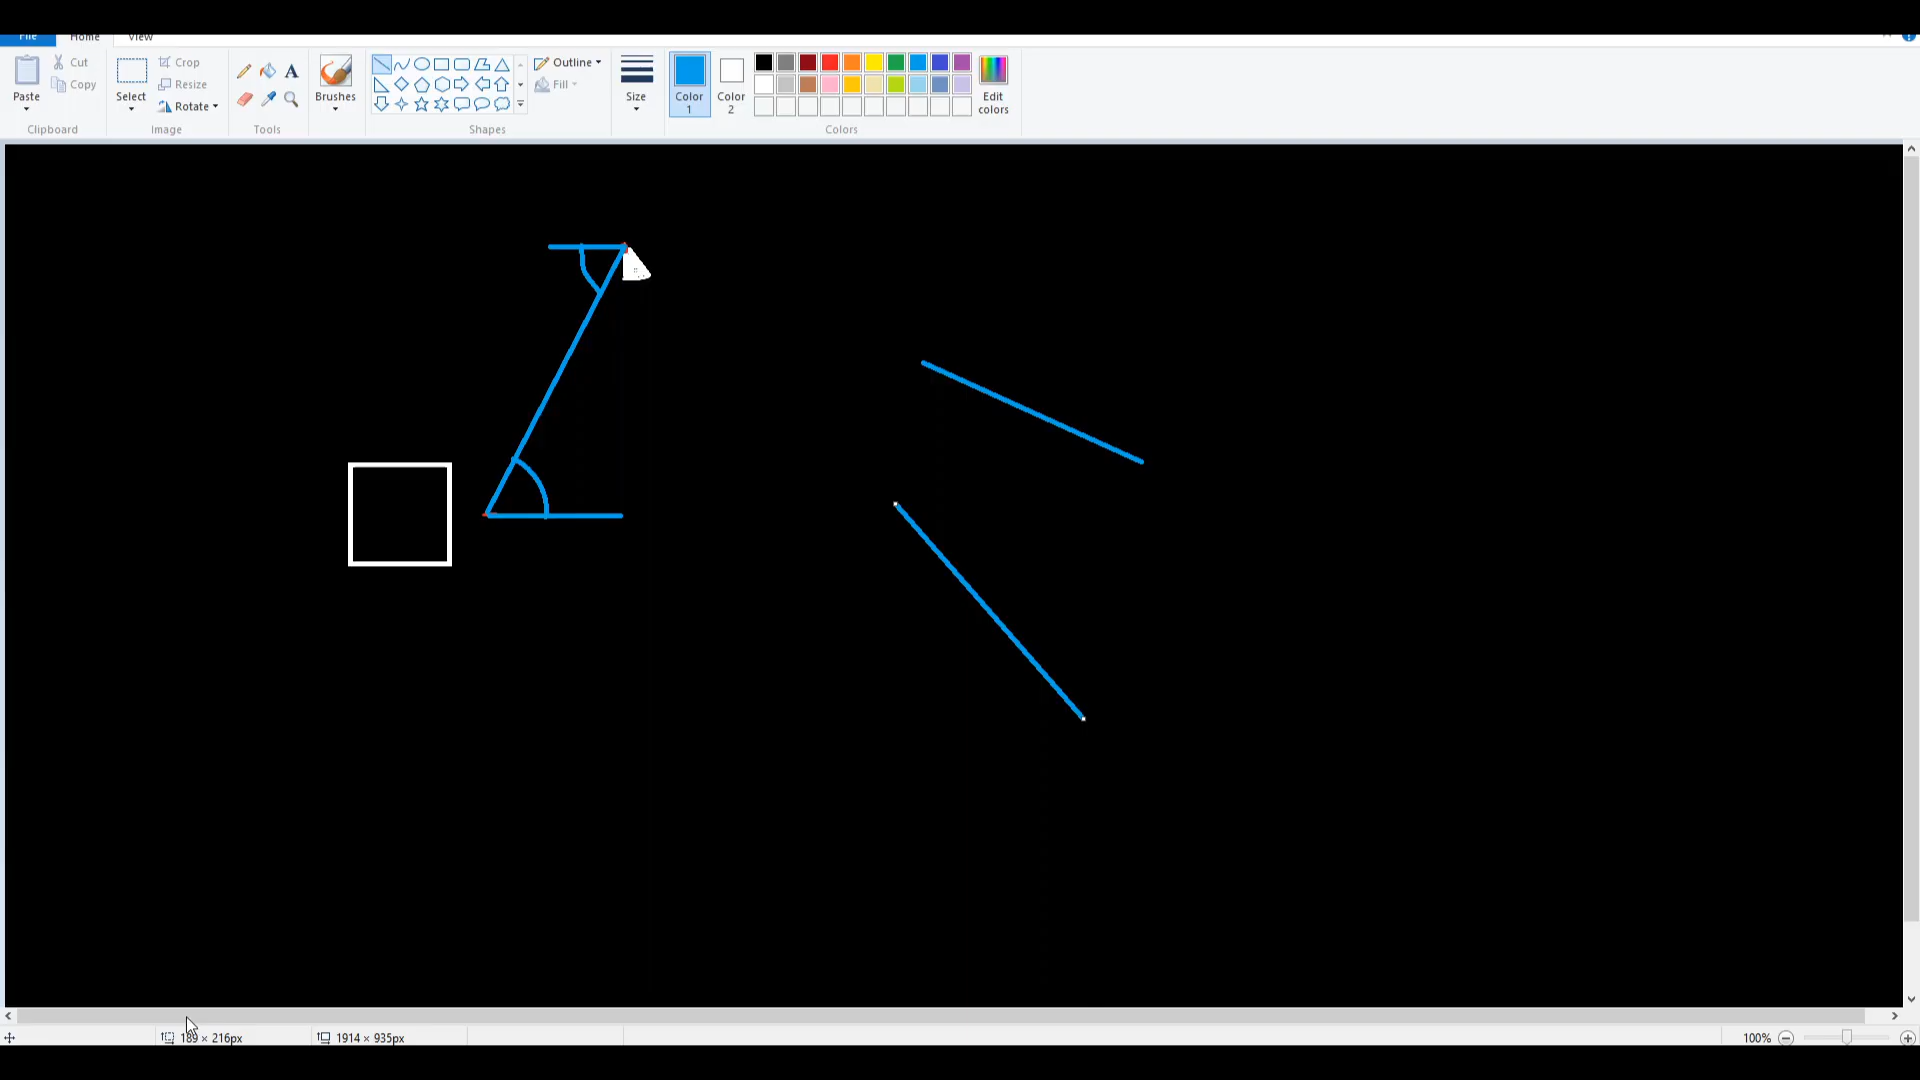 File Home View
Paste
Cut
Copy
Clipboard
Select
Crop
Resize
Rotate
Image
A
Tools
Brushes
Outline
Fill
Shapes
Size
Color
1
Color
2
Edit
colors
Colors
189 × 216px
1914 × 935px
100%